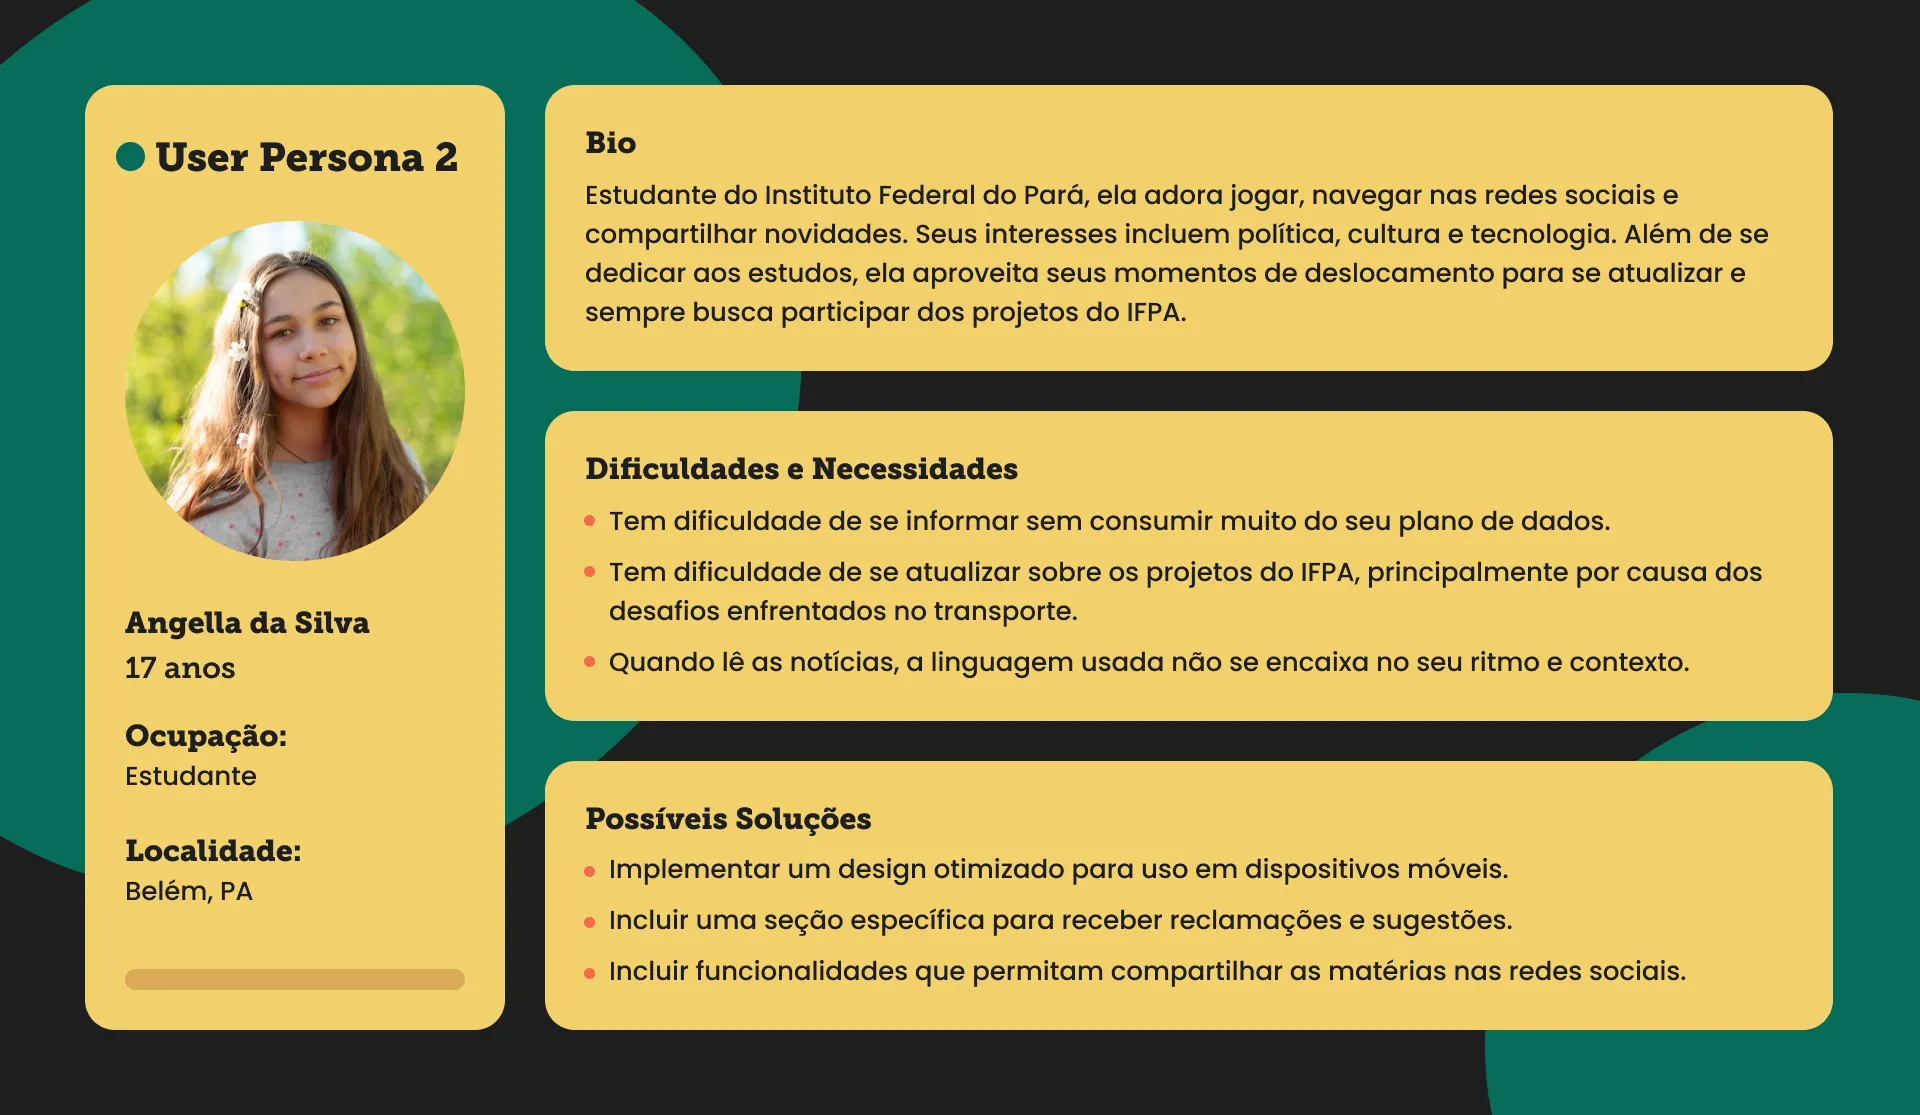 User Persona 2
Angella da Silva
17 anos
Ocupação:
Estudante
Localidade:
Belém, PA
Bio
Estudante do Instituto Federal do Pará, ela adora jogar, navegar nas redes sociais e
compartilhar novidades. Seus interesses incluem política, cultura e tecnologia. Além de se
dedicar aos estudos, ela aproveita seus momentos de deslocamento para se atualizar e
sempre busca participar dos projetos do IFPA.
Dificuldades e Necessidades
Tem dificuldade de se informar sem consumir muito do seu plano de dados.
Tem dificuldade de se atualizar sobre os projetos do IFPA, principalmente por causa dos
desafios enfrentados no transporte.
Quando lê as notícias, a linguagem usada não se encaixa no seu ritmo e contexto.
Possíveis Soluções
Implementar um design otimizado para uso em dispositivos móveis.
Incluir uma seção específica para receber reclamações e sugestões.
Incluir funcionalidades que permitam compartilhar as matérias nas redes sociais.